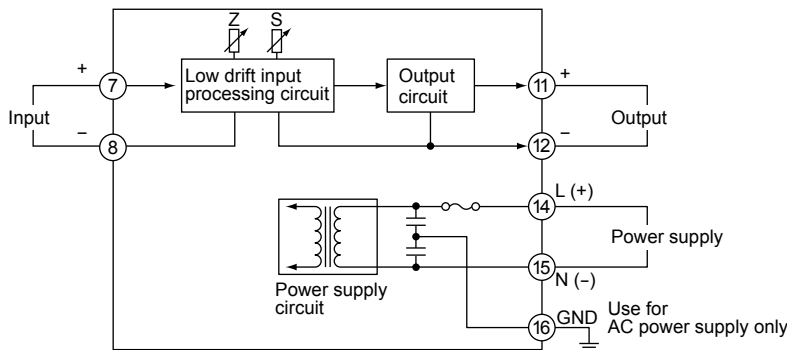 Z
S
+
7
Low drift input
processing circuit
Output
circuit
11
+
Input
Output
−
8
12
−
L (+)
14
Power supply
15
N (−)
Power supply
circuit
16
GND
Use for
AC power supply only